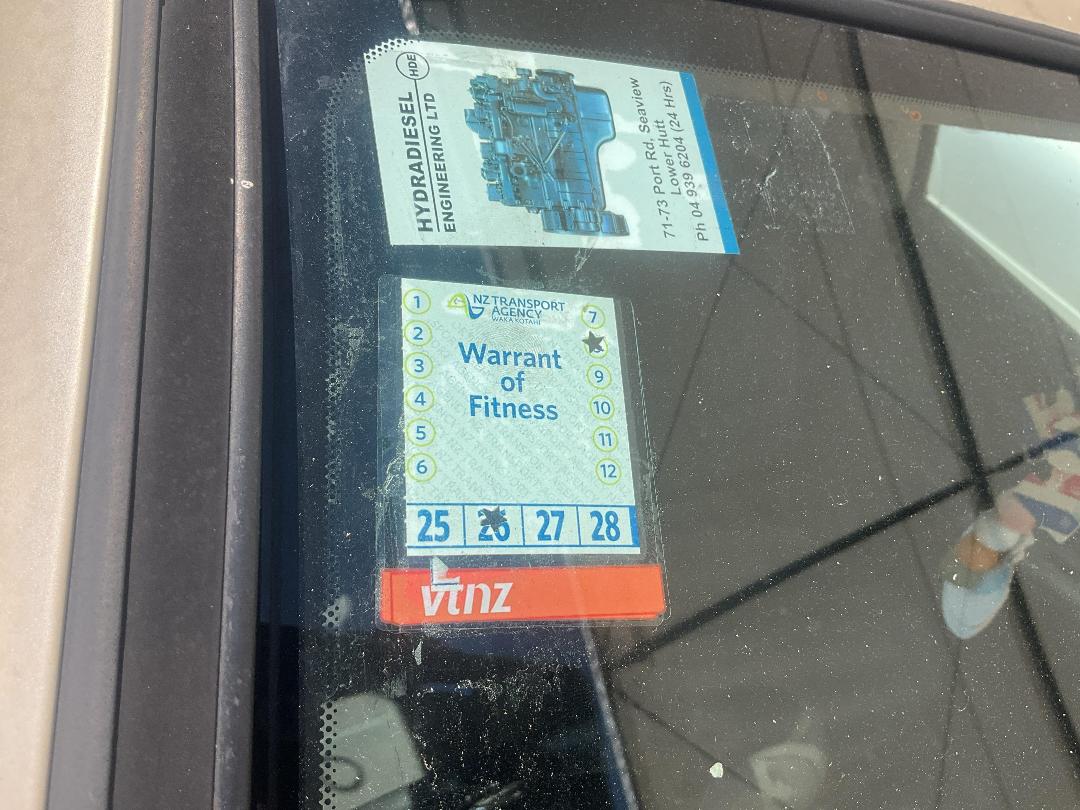 HYDRADIESEL HDE
ENGINEERING LTD
71-73 Port Rd, Seaview
Lower Hutt
Ph 04 939 6204 (24 Hrs)
NZ TRANSPORT
AGENCY
WAKA KOTAHI
Warrant
of
Fitness
1
2
3
4
5
6
7
8
9
10
11
12
25 26 27 28
vtnz